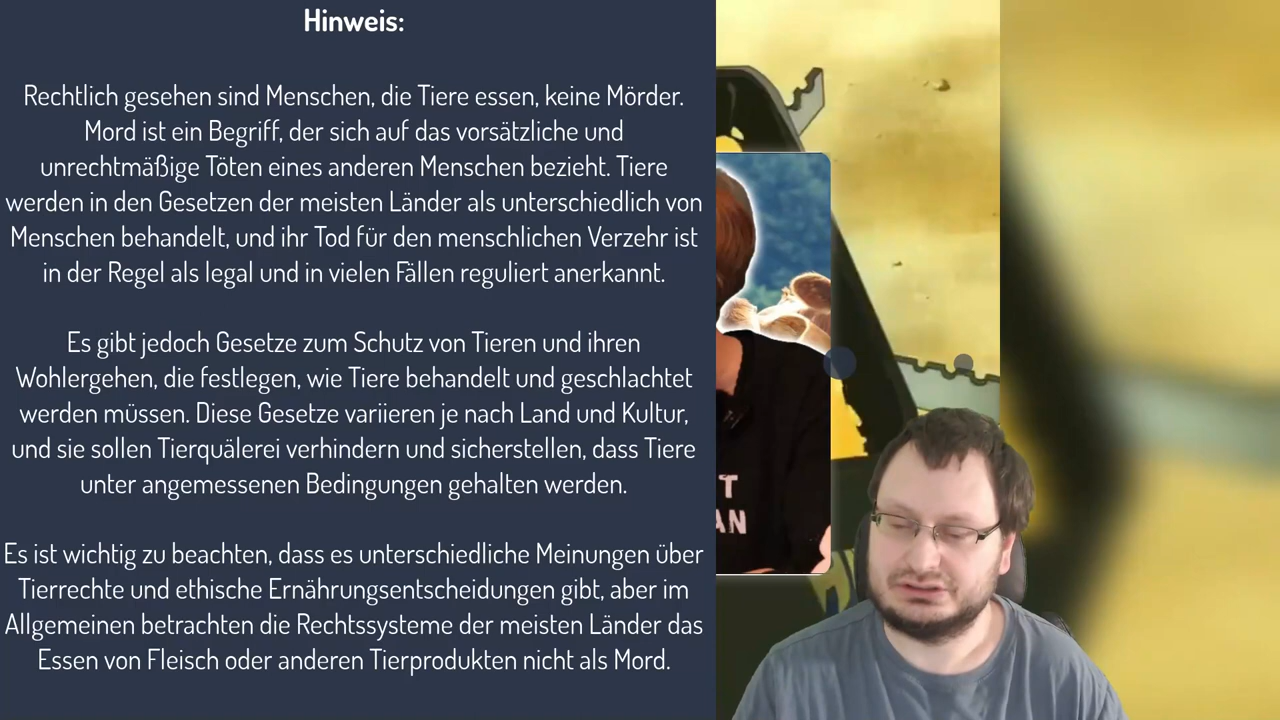 Hinweis:
Rechtlich gesehen sind Menschen, die Tiere essen, keine Mörder.
Mord ist ein Begriff, der sich auf das vorsätzliche und
unrechtmäßige Töten eines anderen Menschen bezieht. Tiere
werden in den Gesetzen der meisten Länder als unterschiedlich von
Menschen behandelt, und ihr Tod für den menschlichen Verzehr ist
in der Regel als legal und in vielen Fällen reguliert anerkannt.
Es gibt jedoch Gesetze zum Schutz von Tieren und ihren
Wohlergehen, die festlegen, wie Tiere behandelt und geschlachtet
werden müssen. Diese Gesetze variieren je nach Land und Kultur,
und sie sollen Tierquälerei verhindern und sicherstellen, dass Tiere
unter angemessenen Bedingungen gehalten werden.
Es ist wichtig zu beachten, dass es unterschiedliche Meinungen über
Tierrechte und ethische Ernährungsentscheidungen gibt, aber im
Allgemeinen betrachten die Rechtssysteme der meisten Länder das
Essen von Fleisch oder anderen Tierprodukten nicht als Mord.
T
AN